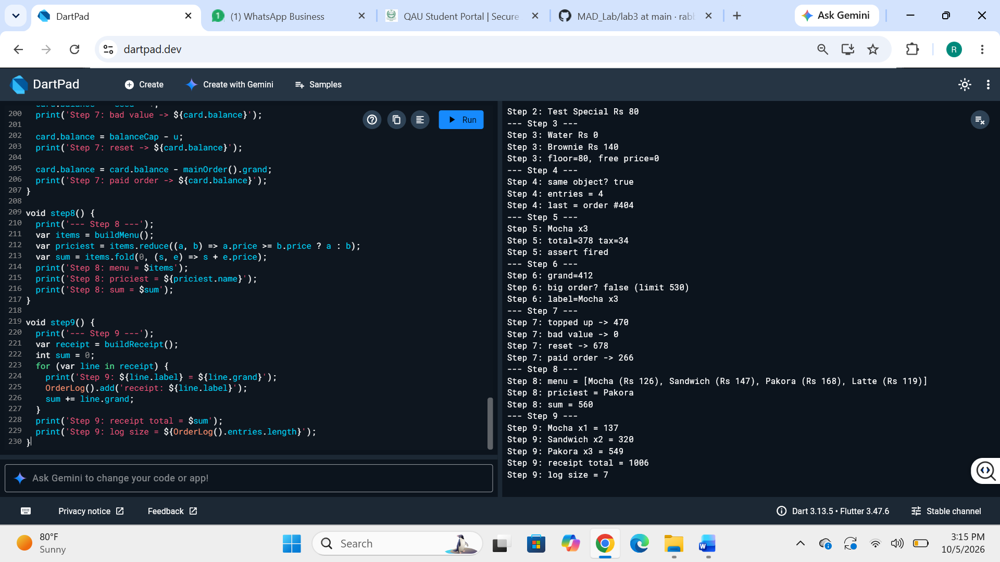 DartPad
(1) WhatsApp Business
QAU Student Portal | Secure
MAD_Lab/lab3 at main · rabb
Ask Gemini
dartpad.dev
R
DartPad
Create
Create with Gemini
Samples
200   print('Step 7: bad value -> ${card.balance}');
201
202   card.balance = balanceCap - u;
203   print('Step 7: reset -> ${card.balance}');
204
205   card.balance = card.balance - mainOrder().grand;
206   print('Step 7: paid order -> ${card.balance}');
207 }
208
209 void step8() {
210   print('--- Step 8 ---');
211   var items = buildMenu();
212   var priciest = items.reduce((a, b) => a.price >= b.price ? a : b);
213   var sum = items.fold(0, (s, e) => s + e.price);
214   print('Step 8: menu = $items');
215   print('Step 8: priciest = ${priciest.name}');
216   print('Step 8: sum = $sum');
217 }
218
219 void step9() {
220   print('--- Step 9 ---');
221   var receipt = buildReceipt();
222   int sum = 0;
223   for (var line in receipt) {
224     print('Step 9: ${line.label} = ${line.grand}');
225     OrderLog().add('receipt: ${line.label}');
226     sum += line.grand;
227   }
228   print('Step 9: receipt total = $sum');
229   print('Step 9: log size = ${OrderLog().entries.length}');
230 }
Run
Ask Gemini to change your code or app!
Step 2: Test Special Rs 80
--- Step 3 ---
Step 3: Water Rs 0
Step 3: Brownie Rs 140
Step 3: floor=80, free price=0
--- Step 4 ---
Step 4: same object? true
Step 4: entries = 4
Step 4: last = order #404
--- Step 5 ---
Step 5: Mocha x3
Step 5: total=378 tax=34
Step 5: assert fired
--- Step 6 ---
Step 6: grand=412
Step 6: big order? false (limit 530)
Step 6: label=Mocha x3
--- Step 7 ---
Step 7: topped up -> 470
Step 7: bad value -> 0
Step 7: reset -> 678
Step 7: paid order -> 266
--- Step 8 ---
Step 8: menu = [Mocha (Rs 126), Sandwich (Rs 147), Pakora (Rs 168), Latte (Rs 119)]
Step 8: priciest = Pakora
Step 8: sum = 560
--- Step 9 ---
Step 9: Mocha x1 = 137
Step 9: Sandwich x2 = 320
Step 9: Pakora x3 = 549
Step 9: receipt total = 1006
Step 9: log size = 7
Privacy notice
Feedback
Dart 3.13.5 • Flutter 3.47.6
Stable channel
80°F
Sunny
Search
3:15 PM
10/5/2026